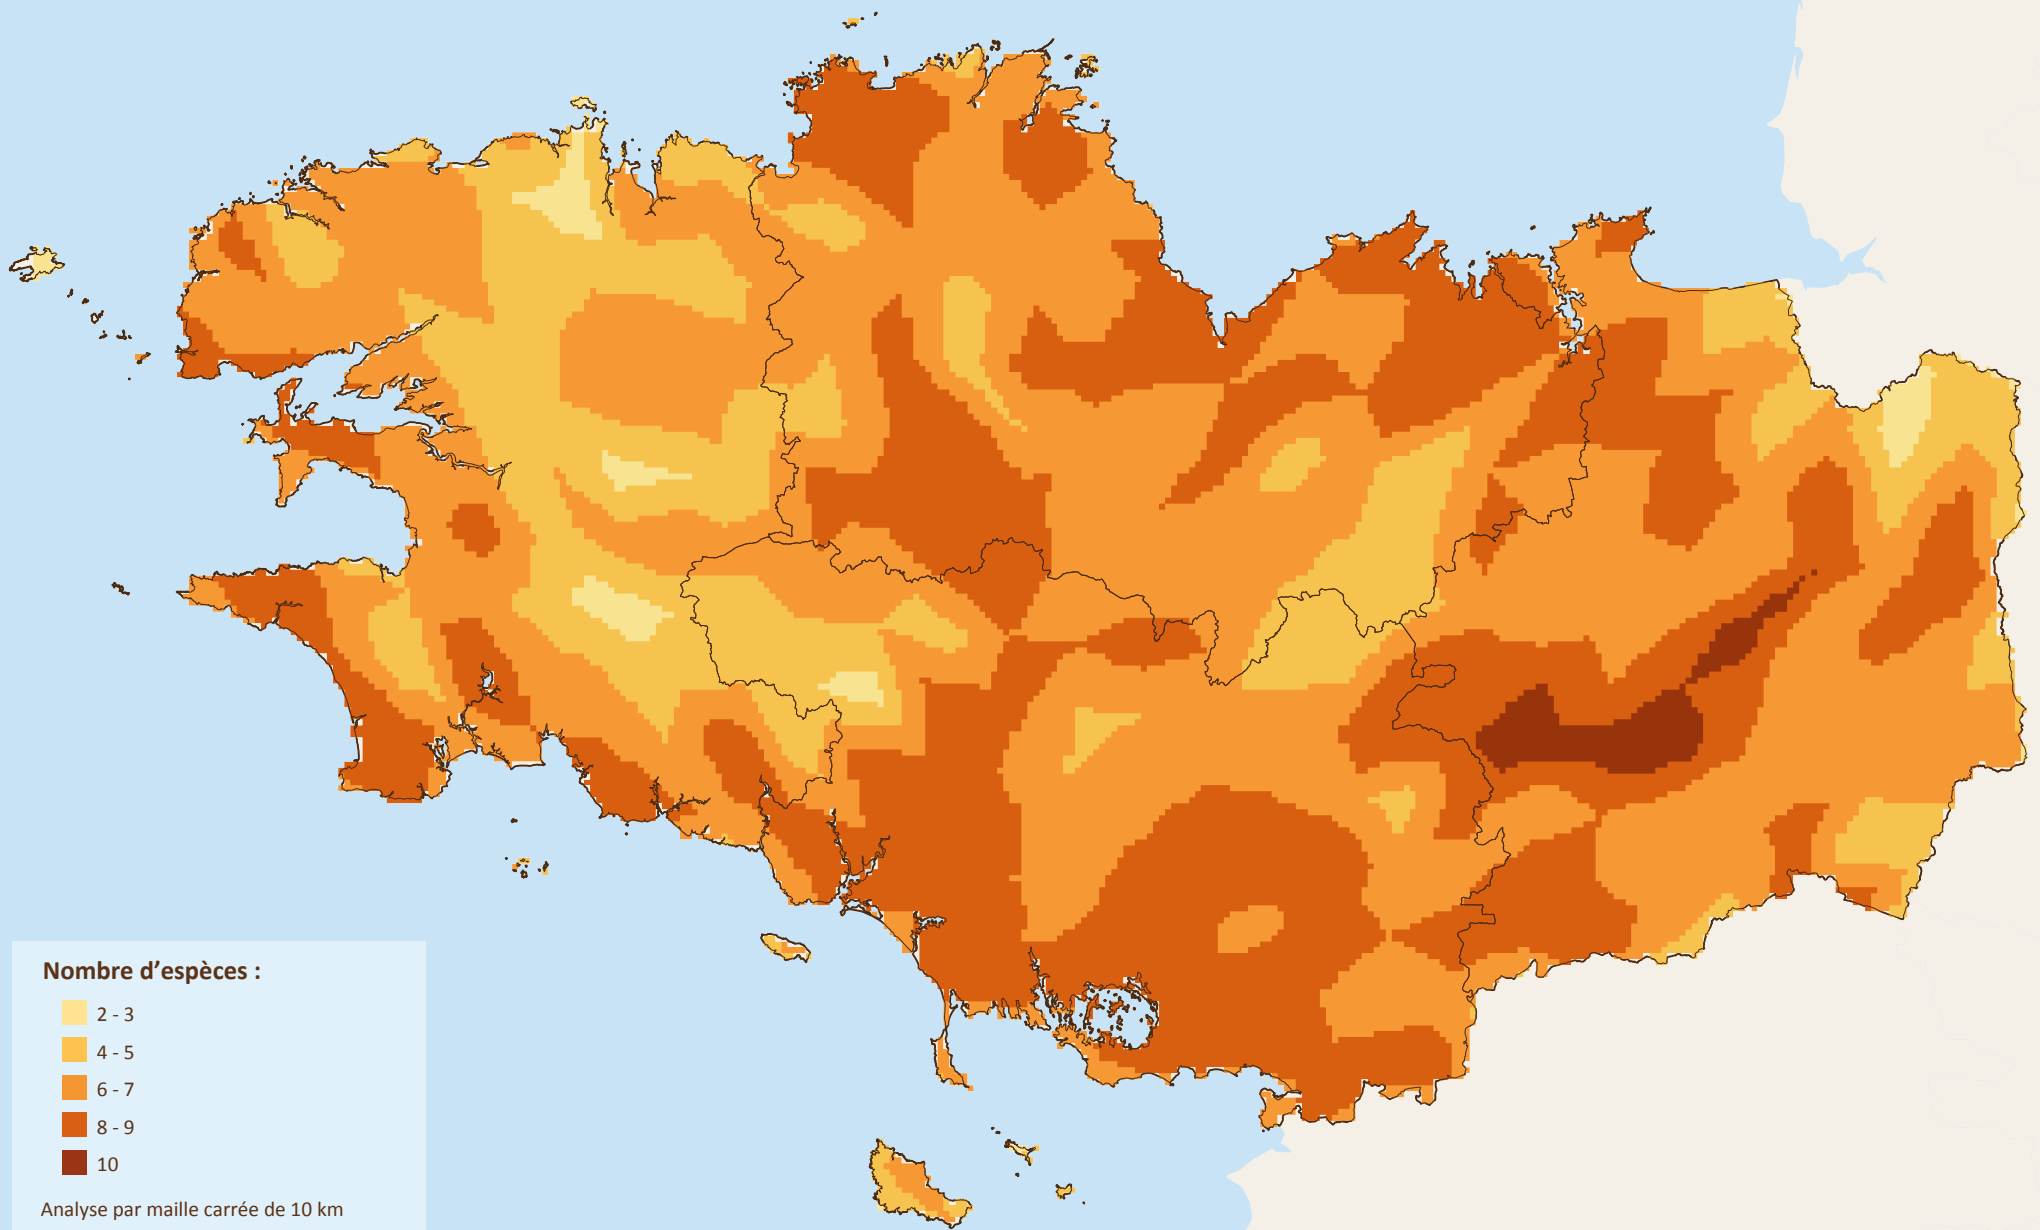 Nombre d’espèces :
2 - 3
4 - 5
6 - 7
8 - 9
10
Analyse par maille carrée de 10 km